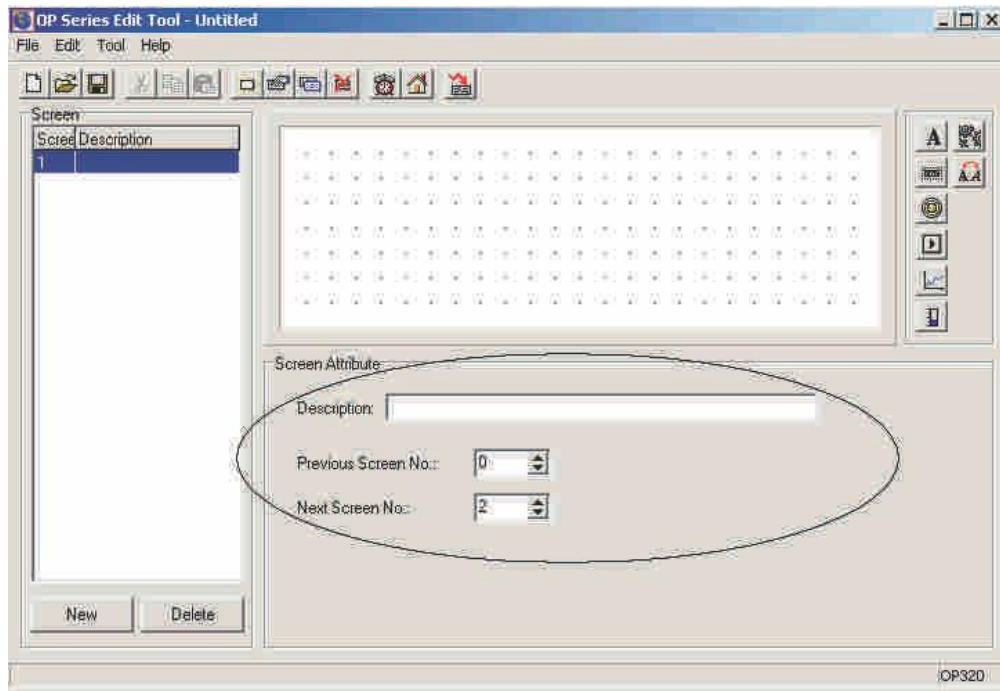 OP Series Edit Tool - Untitled
File Edit Tool Help
Screen
Scree Description
1
A
A A
Screen Attribute
Description:
Previous Screen No.: 0
Next Screen No.: 2
New Delete
OP320